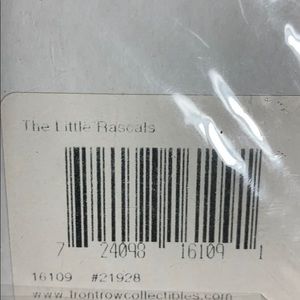 The Little Rascals
7 24098 16109 1
16109 #21928
www.frontrowcollectibles.com